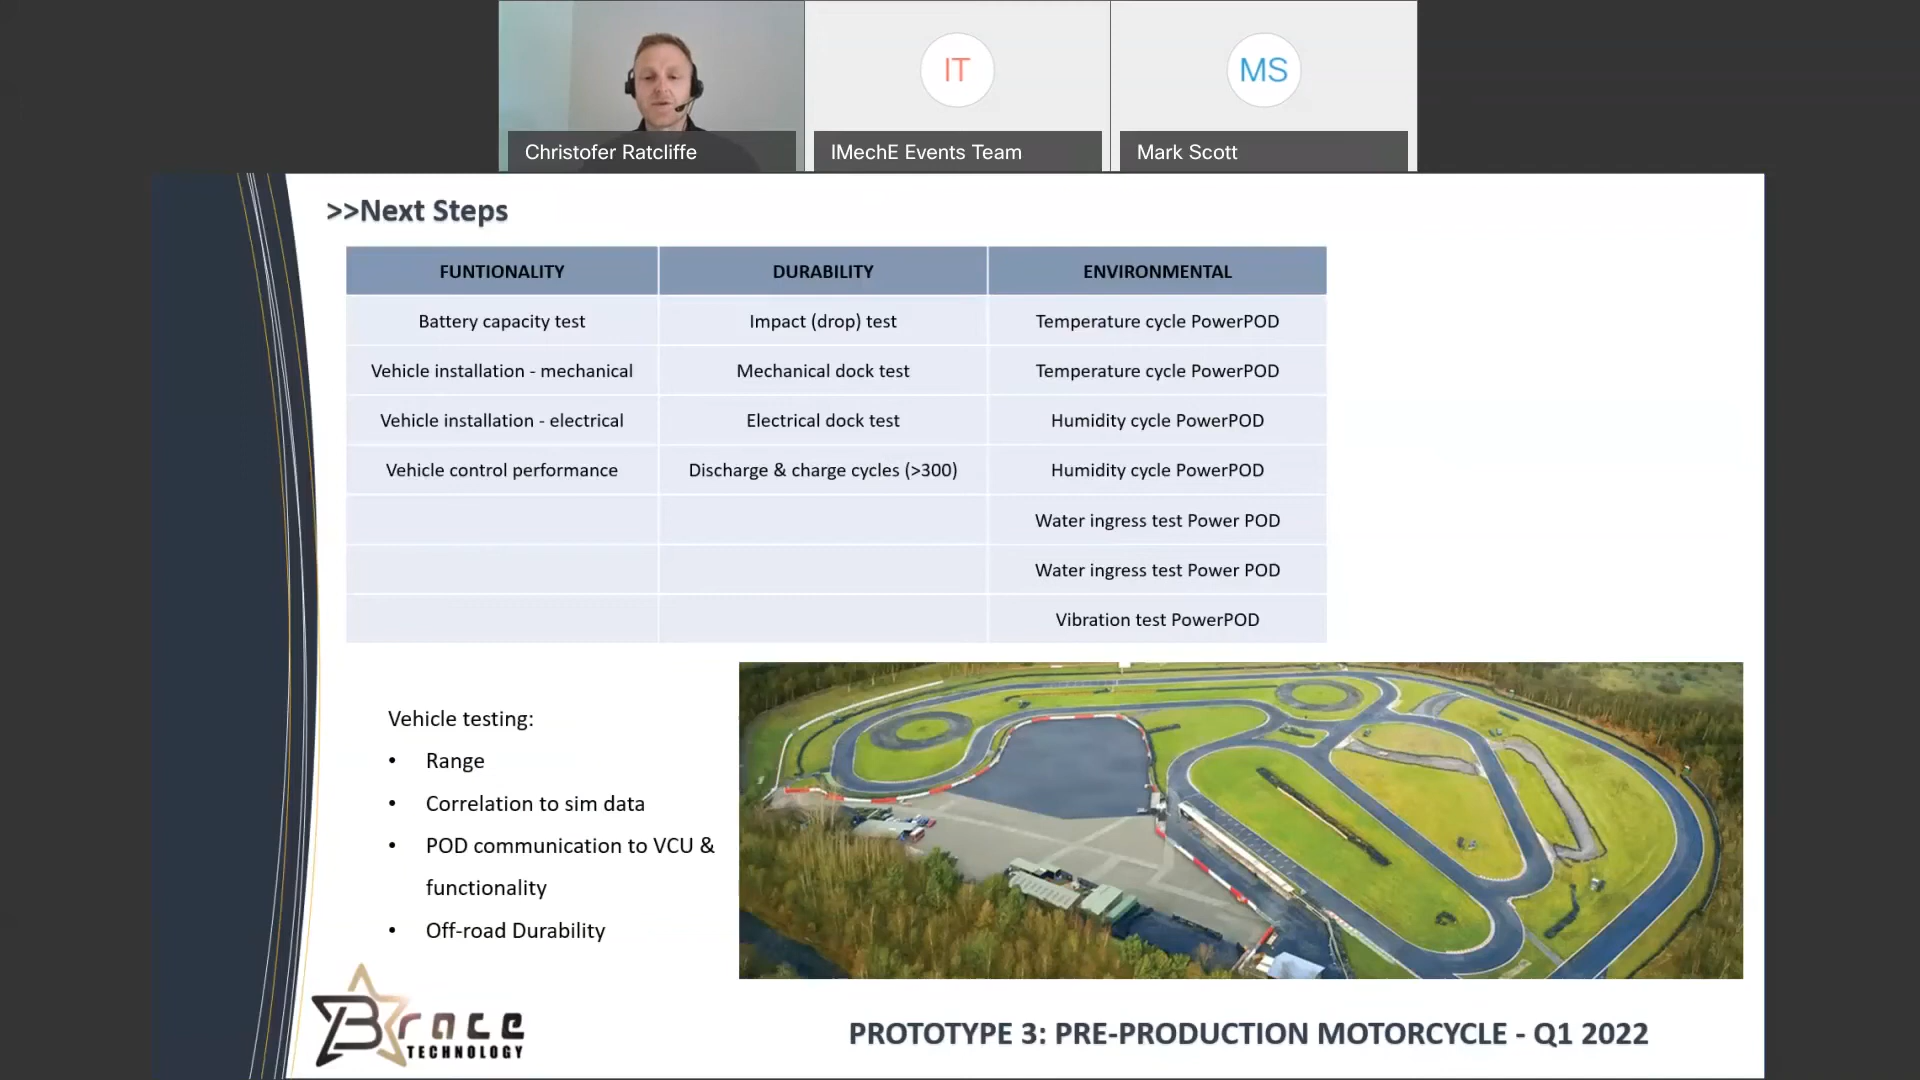 IT
MS
Christofer Ratcliffe
IMechE Events Team
Mark Scott
>>Next Steps
FUNTIONALITY
DURABILITY
ENVIRONMENTAL
Battery capacity test
Impact (drop) test
Temperature cycle PowerPOD
Vehicle installation - mechanical
Mechanical dock test
Temperature cycle PowerPOD
Vehicle installation - electrical
Electrical dock test
Humidity cycle PowerPOD
Vehicle control performance
Discharge & charge cycles (>300)
Humidity cycle PowerPOD
Water ingress test Power POD
Water ingress test Power POD
Vibration test PowerPOD
Vehicle testing:
• Range
• Correlation to sim data
• POD communication to VCU &
functionality
• Off-road Durability
Brace
TECHNOLOGY
PROTOTYPE 3: PRE-PRODUCTION MOTORCYCLE - Q1 2022